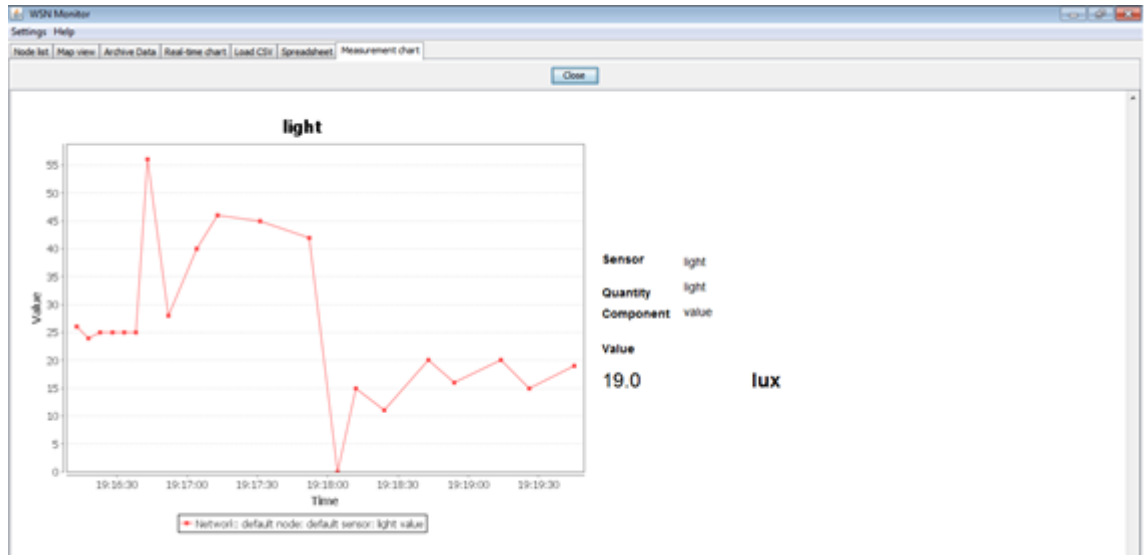 WSN Monitor
Settings Help
Node list Map view Archive Data Real-time chart Load CSV Spreadsheet Measurement chart
Close
light
55
50
45
40
35
30
25
20
15
10
5
0
Value
19:16:30 19:17:00 19:17:30 19:18:00 19:18:30 19:19:00 19:19:30
Time
Network: default node: default sensor: light value
Sensor light
Quantity light
Component value
Value
19.0 lux